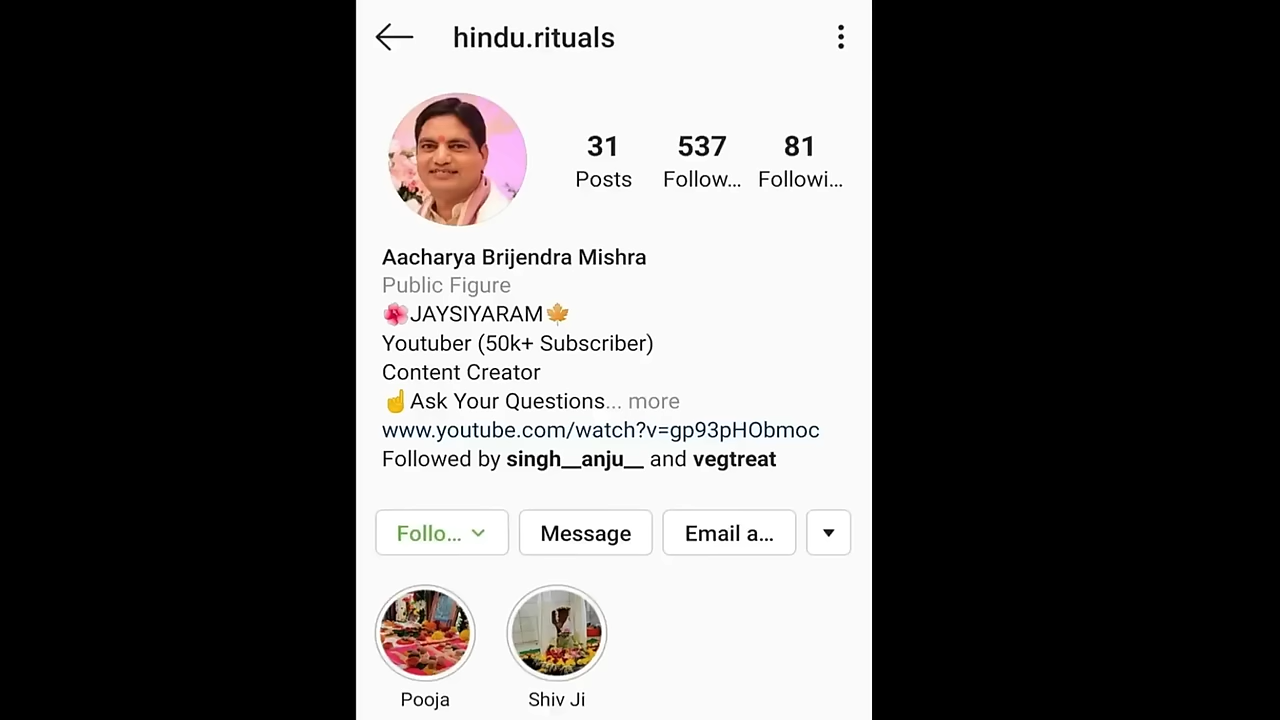 hindu.rituals
31 537 81
Posts Follow... Followi...
Aacharya Brijendra Mishra
Public Figure
🌺JAYSIYARAM🍁
Youtuber (50k+ Subscriber)
Content Creator
☝Ask Your Questions... more
www.youtube.com/watch?v=gp93pHObmoc
Followed by singh__anju__ and vegtreat
Follo... Message Email a...
Pooja Shiv Ji